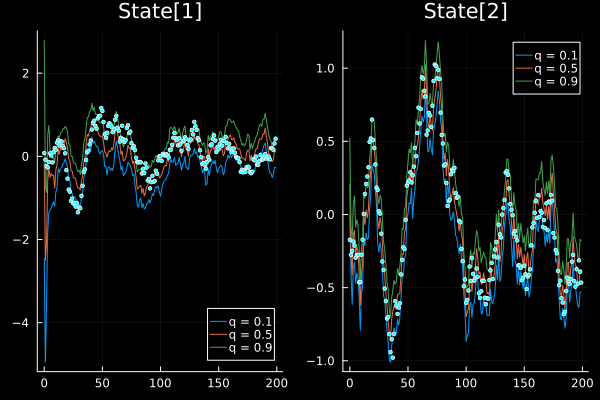 State[1]
2
0
−2
−4
0
50
100
150
200
q = 0.1
q = 0.5
q = 0.9
State[2]
1.0
0.5
0.0
−0.5
−1.0
0
50
100
150
200
q = 0.1
q = 0.5
q = 0.9